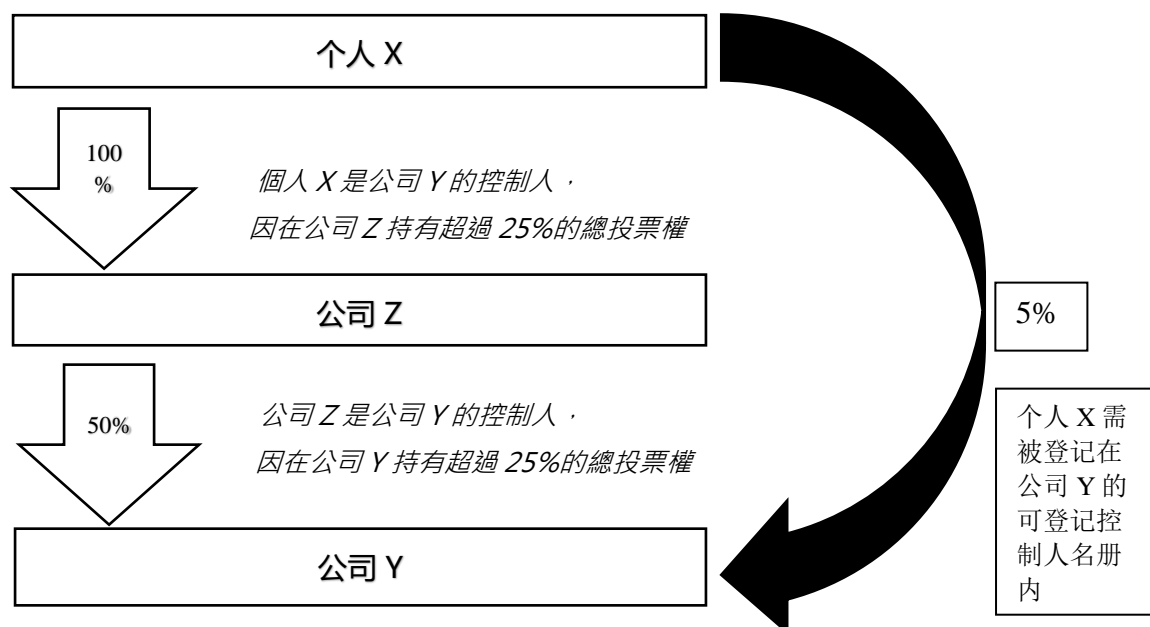 个人 X
100
%
個人 X 是公司 Y 的控制人，
因在公司 Z 持有超過 25%的總投票權
公司 Z
5%
50%
公司 Z 是公司 Y 的控制人，
因在公司 Y 持有超過 25%的總投票權
个人 X 需
被登记在
公司 Y 的
可登记控
制人名册
内
公司 Y